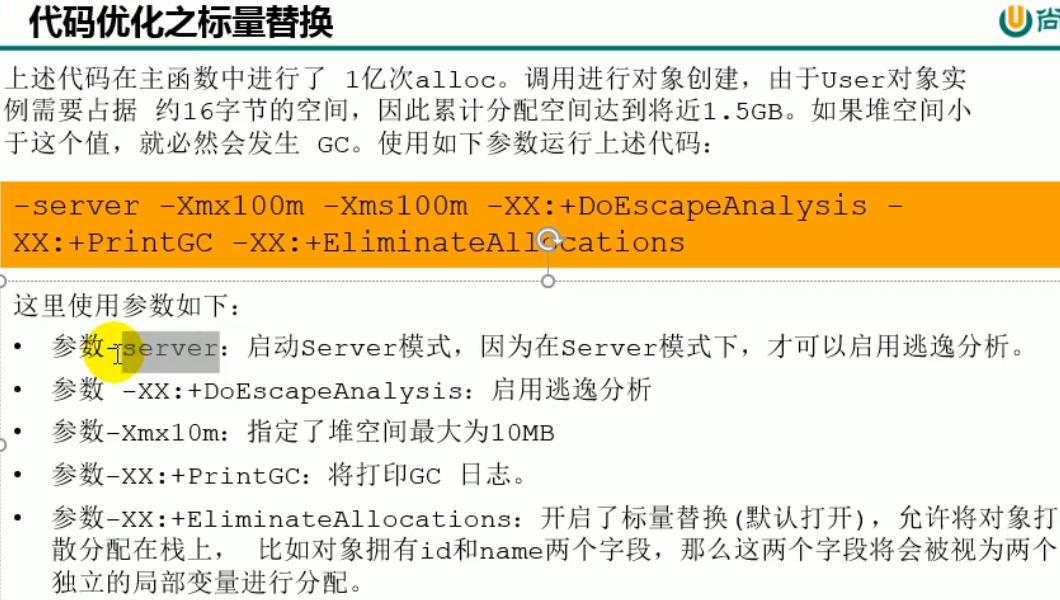 代码优化之标量替换
尚
上述代码在主函数中进行了 1亿次alloc。调用进行对象创建，由于User对象实
例需要占据 约16字节的空间，因此累计分配空间达到将近1.5GB。如果堆空间小
于这个值，就必然会发生 GC。使用如下参数运行上述代码：
-server -Xmx100m -Xms100m -XX:+DoEscapeAnalysis -
XX:+PrintGC -XX:+EliminateAllocations
这里使用参数如下：
• 参数-server：启动Server模式，因为在Server模式下，才可以启用逃逸分析。
• 参数 -XX:+DoEscapeAnalysis：启用逃逸分析
• 参数-Xmx10m：指定了堆空间最大为10MB
• 参数-XX:+PrintGC：将打印GC 日志。
• 参数-XX:+EliminateAllocations：开启了标量替换(默认打开)，允许将对象打
散分配在栈上， 比如对象拥有id和name两个字段，那么这两个字段将会被视为两个
独立的局部变量进行分配。